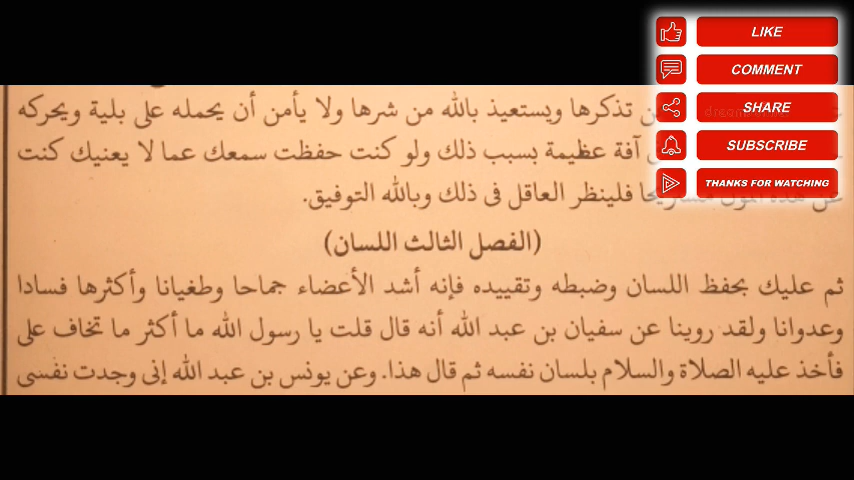 تذكرها ويستعيذ بالله من شرها ولا يأمن أن يحمله على بلية ويحركه
آفة عظيمة بسبب ذلك ولو كنت حفظت سمعك عما لا يعنيك كنت
فلينظر العاقل فى ذلك وبالله التوفيق.
(الفصل الثالث اللسان)
ثم عليك بحفظ اللسان وضبطه وتقييده فإنه أشد الأعضاء جماحا وطغيانا وأكثرها فسادا
وعدوانا ولقد روينا عن سفيان بن عبد الله أنه قال قلت يا رسول الله ما أكثر ما تخاف على
فأخذ عليه الصلاة والسلام بلسان نفسه ثم قال هذا. وعن يونس بن عبد الله إنى وجدت نفسى
LIKE
COMMENT
SHARE
SUBSCRIBE
THANKS FOR WATCHING